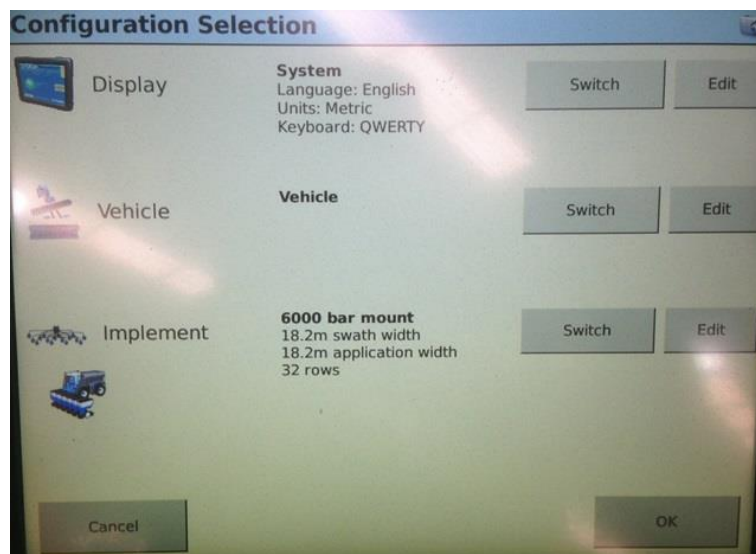 Configuration Selection
Display
System
Language: English
Units: Metric
Keyboard: QWERTY
Switch
Edit
Vehicle
Vehicle
Switch
Edit
Implement
6000 bar mount
18.2m swath width
18.2m application width
32 rows
Switch
Edit
Cancel
OK